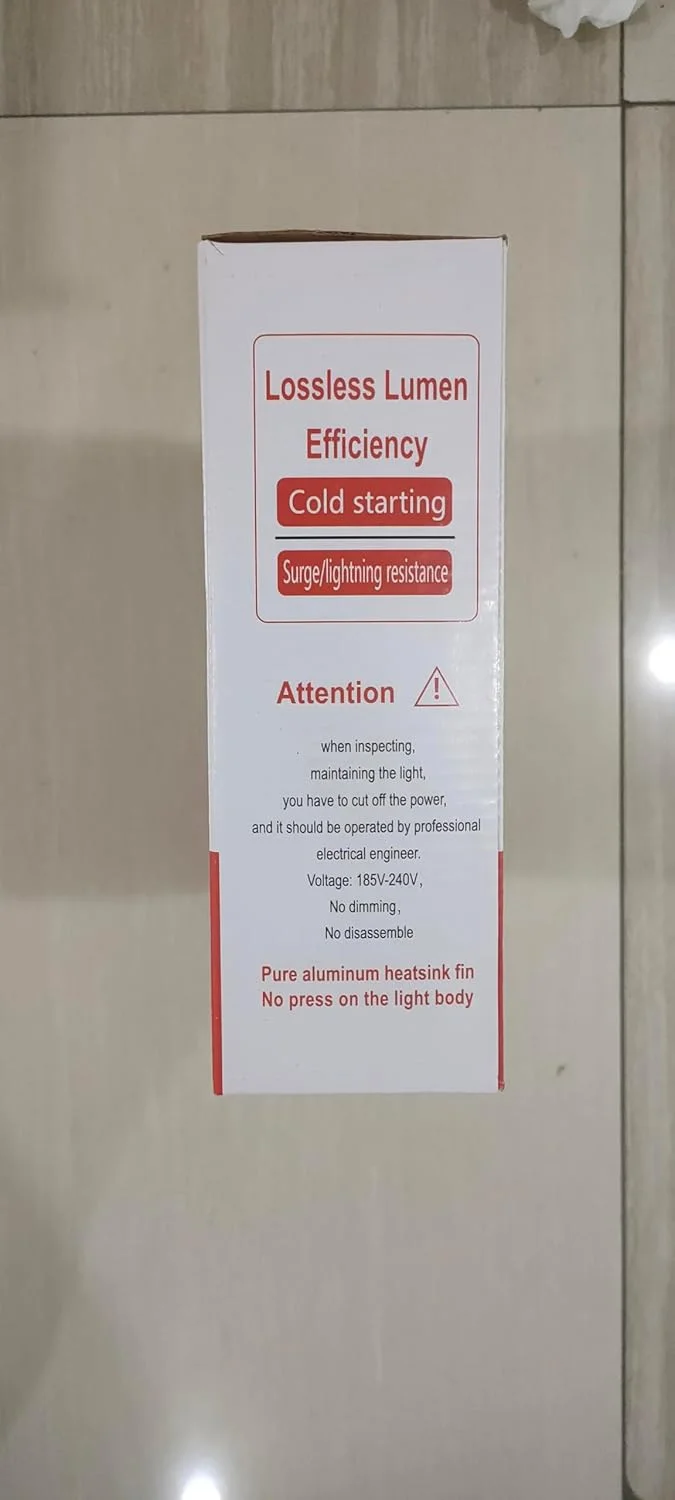 Lossless Lumen
Efficiency
Cold starting
Surge/lightning resistance
Attention
when inspecting,
maintaining the light,
you have to cut off the power,
and it should be operated by professional
electrical engineer.
Voltage: 185V-240V,
No dimming,
No disassemble
Pure aluminum heatsink fin
No press on the light body